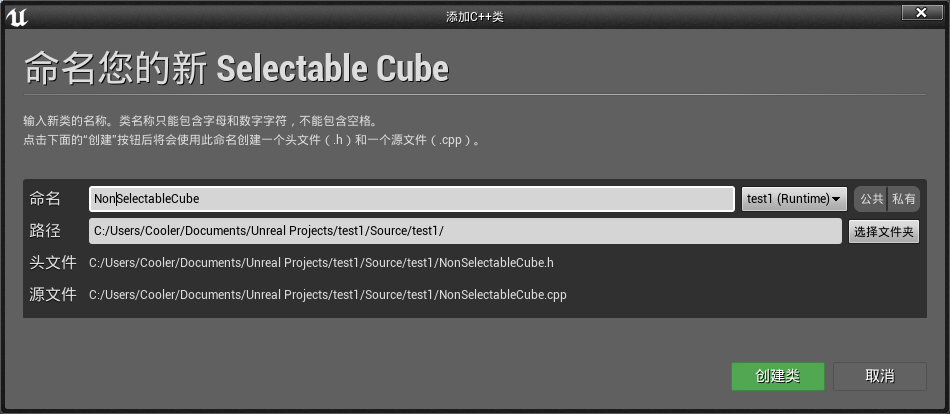 添加C++类
命名您的新 Selectable Cube
输入新类的名称。类名称只能包含字母和数字字符，不能包含空格。
点击下面的“创建”按钮后将会使用此命名创建一个头文件（.h）和一个源文件（.cpp）。
命名 NonSelectableCube test1 (Runtime) 公共 私有
路径 C:/Users/Cooler/Documents/Unreal Projects/test1/Source/test1/ 选择文件夹
头文件 C:/Users/Cooler/Documents/Unreal Projects/test1/Source/test1/NonSelectableCube.h
源文件 C:/Users/Cooler/Documents/Unreal Projects/test1/Source/test1/NonSelectableCube.cpp
创建类 取消